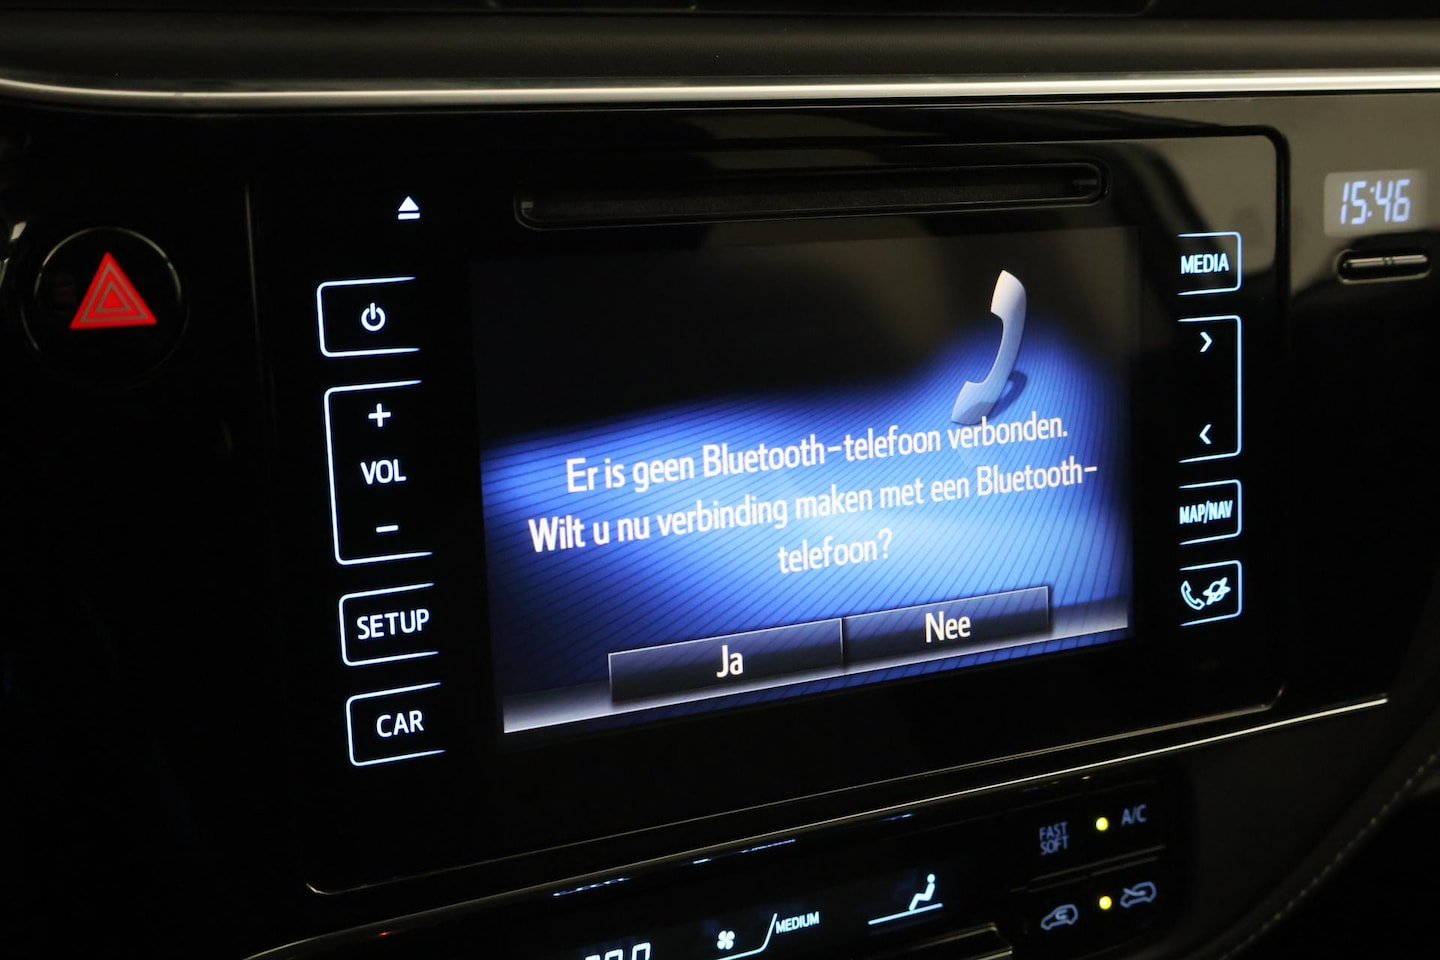 15:46
MEDIA
+
VOL
−
Er is geen Bluetooth-telefoon verbonden.
Wilt u nu verbinding maken met een Bluetooth-
telefoon?
MAP/NAV
SETUP
Ja
Nee
CAR
FAST
SOFT
A/C
MEDIUM